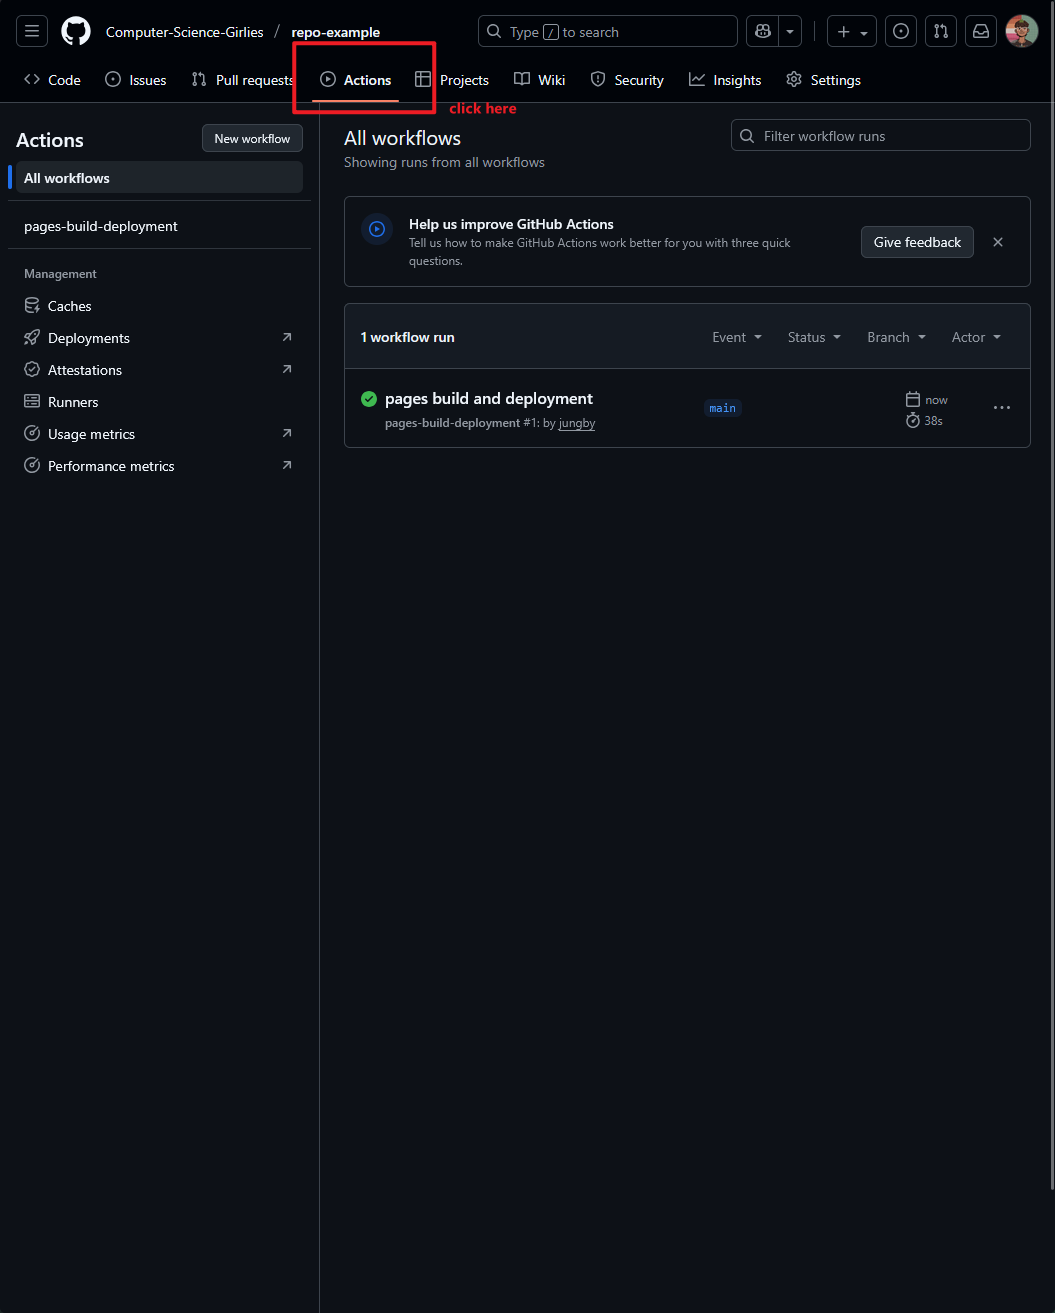 Computer-Science-Girlies / repo-example
Type / to search
Code
Issues
Pull requests
Actions
Projects
Wiki
Security
Insights
Settings
click here
Actions
New workflow
All workflows
pages-build-deployment
Management
Caches
Deployments
Attestations
Runners
Usage metrics
Performance metrics
All workflows
Showing runs from all workflows
Filter workflow runs
Help us improve GitHub Actions
Tell us how to make GitHub Actions work better for you with three quick
questions.
Give feedback
1 workflow run
Event
Status
Branch
Actor
pages build and deployment
pages-build-deployment #1: by jungby
main
now
38s